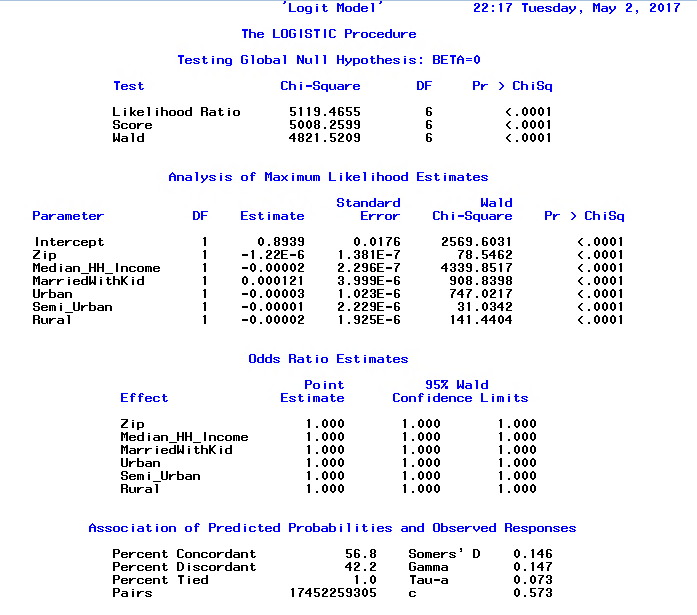 'Logit Model' 22:17 Tuesday, May 2, 2017
The LOGISTIC Procedure
Testing Global Null Hypothesis: BETA=0
Test Chi-Square DF Pr > ChiSq
Likelihood Ratio 5119.4655 6 <.0001
Score 5008.2599 6 <.0001
Wald 4821.5209 6 <.0001
Analysis of Maximum Likelihood Estimates
Standard Wald
Parameter DF Estimate Error Chi-Square Pr > ChiSq
Intercept 1 0.8939 0.0176 2569.6031 <.0001
Zip 1 -1.22E-6 1.381E-7 78.5462 <.0001
Median_HH_Income 1 -0.00002 2.296E-7 4339.8517 <.0001
MarriedWithKid 1 0.000121 3.999E-6 908.8398 <.0001
Urban 1 -0.00003 1.023E-6 747.0217 <.0001
Semi_Urban 1 -0.00001 2.229E-6 31.0342 <.0001
Rural 1 -0.00002 1.925E-6 141.4404 <.0001
Odds Ratio Estimates
Point 95% Wald
Effect Estimate Confidence Limits
Zip 1.000 1.000 1.000
Median_HH_Income 1.000 1.000 1.000
MarriedWithKid 1.000 1.000 1.000
Urban 1.000 1.000 1.000
Semi_Urban 1.000 1.000 1.000
Rural 1.000 1.000 1.000
Association of Predicted Probabilities and Observed Responses
Percent Concordant 56.8 Somers' D 0.146
Percent Discordant 42.2 Gamma 0.147
Percent Tied 1.0 Tau-a 0.073
Pairs 17452259305 c 0.573